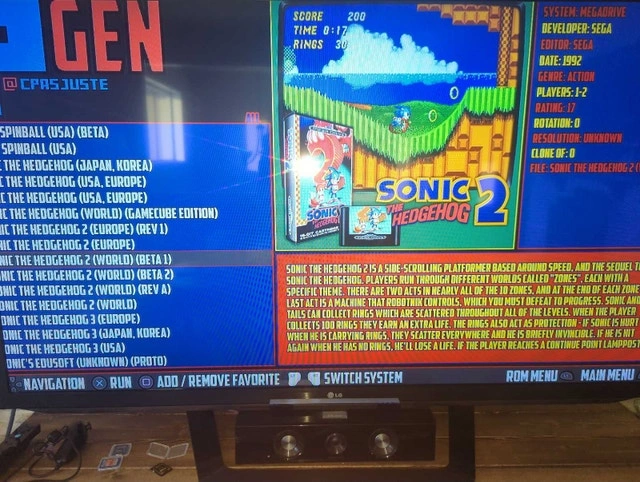 GEN
@CPASJUSTE
SPINBALL (USA) (BETA)
SPINBALL (USA)
C THE HEDGEHOG (JAPAN, KOREA)
C THE HEDGEHOG (USA, EUROPE)
C THE HEDGEHOG (USA, EUROPE)
IC THE HEDGEHOG (WORLD) (GAMECUBE EDITION)
IC THE HEDGEHOG 2 (EUROPE) (REV 1)
NIC THE HEDGEHOG 2 (EUROPE)
NIC THE HEDGEHOG 2 (WORLD) (BETA 1)
ONIC THE HEDGEHOG 2 (WORLD) (BETA 2)
ONIC THE HEDGEHOG 2 (WORLD) (REV A)
ONIC THE HEDGEHOG 2 (WORLD)
ONIC THE HEDGEHOG 3 (EUROPE)
ONIC THE HEDGEHOG 3 (JAPAN, KOREA)
ONIC THE HEDGEHOG 3 (USA)
ONIC'S EDUSOFT (UNKNOWN) (PROTO)
SCORE 200
TIME 0:17
RINGS 30
SONIC
THE
HEDGEHOG
2
SONIC
SYSTEM: MEGADRIVE
DEVELOPER: SEGA
EDITOR: SEGA
DATE: 1992
GENRE: ACTION
PLAYERS: 1-2
RATING: 17
ROTATION: 0
RESOLUTION: UNKNOWN
CLONE OF: 0
FILE: SONIC THE HEDGEHOG 2 (
SONIC THE HEDGEHOG 2 IS A SIDE-SCROLLING PLATFORMER BASED AROUND SPEED, AND THE SEQUEL T
SONIC THE HEDGEHOG. PLAYERS RUN THROUGH DIFFERENT WORLDS CALLED "ZONES", EACH WITH A
SPECIFIC THEME. THERE ARE TWO ACTS IN NEARLY ALL OF THE 10 ZONES, AND AT THE END OF EACH ZONE
LAST ACT IS A MACHINE THAT ROBOTNIK CONTROLS, WHICH YOU MUST DEFEAT TO PROGRESS. SONIC AND
TAILS CAN COLLECT RINGS WHICH ARE SCATTERED THROUGHOUT ALL OF THE LEVELS. WHEN THE PLAYER
COLLECTS 100 RINGS THEY EARN AN EXTRA LIFE. THE RINGS ALSO ACT AS PROTECTION - IF SONIC IS HURT
WHEN HE IS CARRYING RINGS, THEY SCATTER EVERYWHERE AND HE IS BRIEFLY INVINCIBLE. IF HE IS HIT
AGAIN WHEN HE HAS NO RINGS, HE'LL LOSE A LIFE. IF THE PLAYER REACHES A CONTINUE POINT (LAMPPOST
NAVIGATION RUN ADD / REMOVE FAVORITE SWITCH SYSTEM ROM MENU MAIN MENU
LG